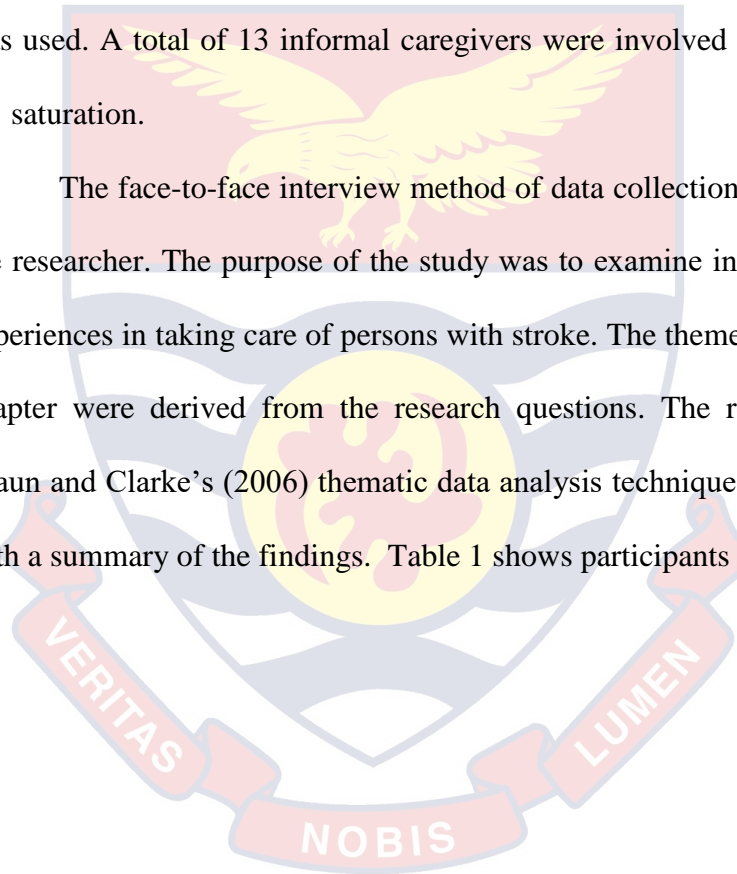 s used. A total of 13 informal caregivers were involved
saturation.
The face-to-face interview method of data collection
researcher. The purpose of the study was to examine in
periences in taking care of persons with stroke. The theme
apter were derived from the research questions. The r
aun and Clarke’s (2006) thematic data analysis technique
th a summary of the findings. Table 1 shows participants
VERITAS
NOBIS
LUMEN